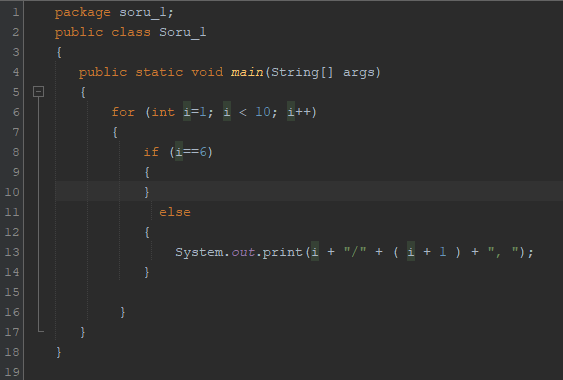 1 package soru_1;
2 public class Soru_1
3 {
4 public static void main(String[] args)
5 {
6 for (int i=1; i < 10; i++)
7 {
8 if (i==6)
9 {
10 }
11 else
12 {
13 System.out.print(i + "/" + ( i + 1 ) + ", ");
14 }
15
16 }
17 }
18 }
19